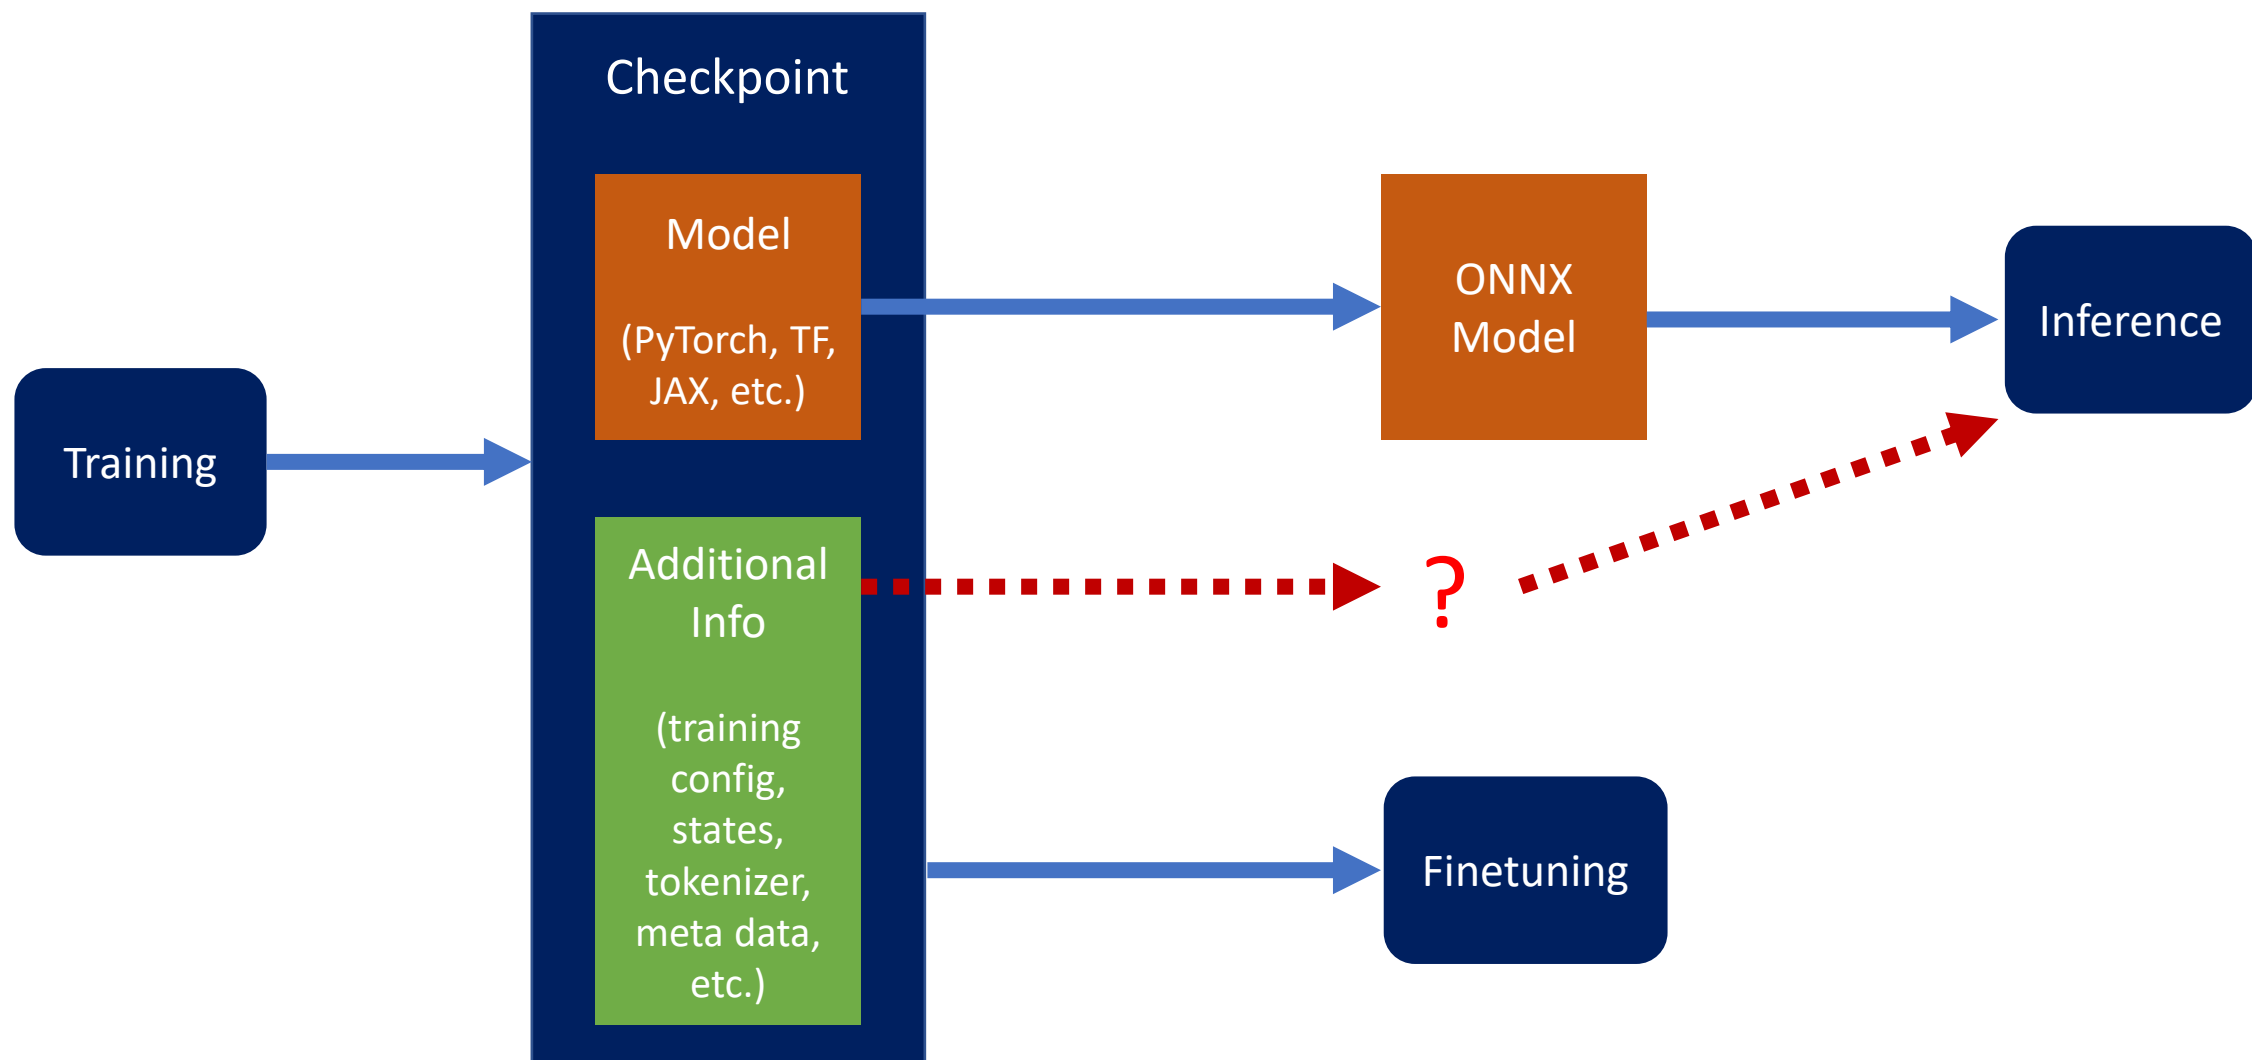 Checkpoint
Model
(PyTorch, TF,
JAX, etc.)
ONNX
Model
Inference
Training
Additional
Info
(training
config,
states,
tokenizer,
meta data,
etc.)
?
Finetuning